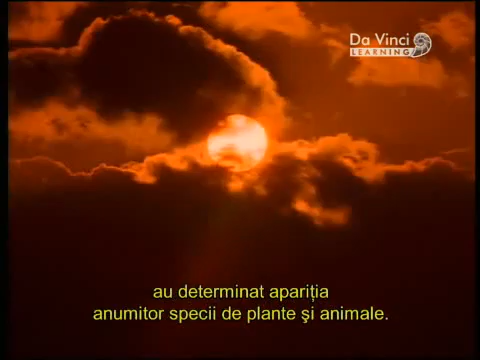 Da Vinci
LEARNING
au determinat apariția
anumitor specii de plante şi animale.